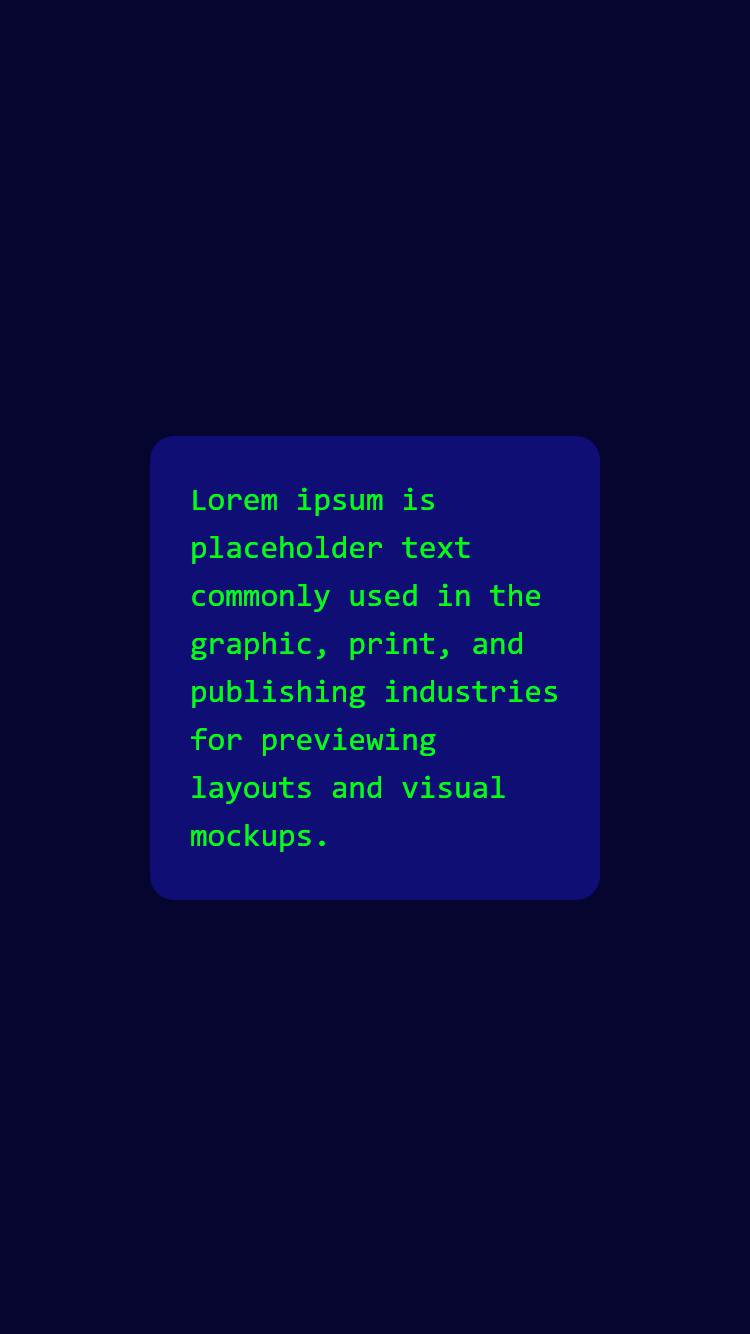 Lorem ipsum is
placeholder text
commonly used in the
graphic, print, and
publishing industries
for previewing
layouts and visual
mockups.